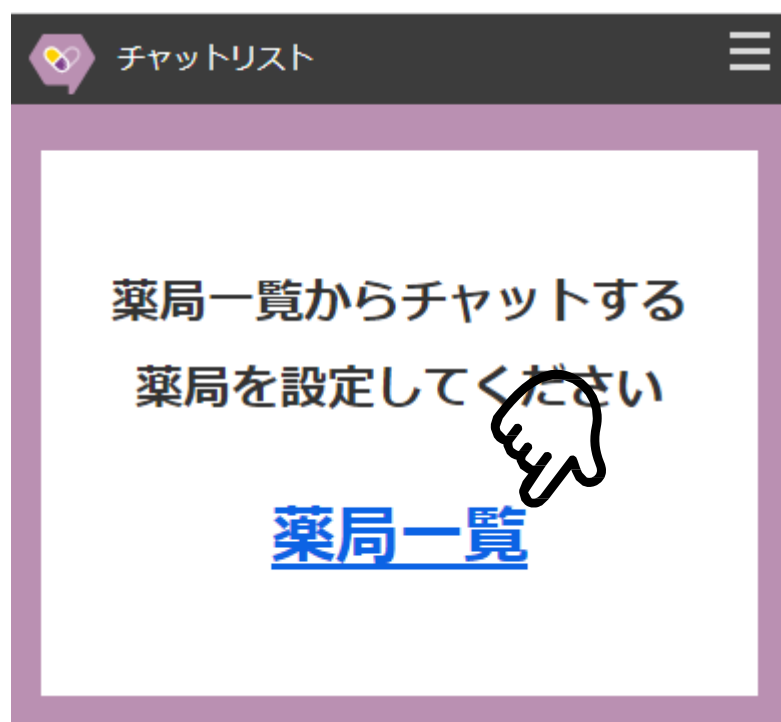 チャットリスト
薬局一覧からチャットする
薬局を設定してください
薬局一覧